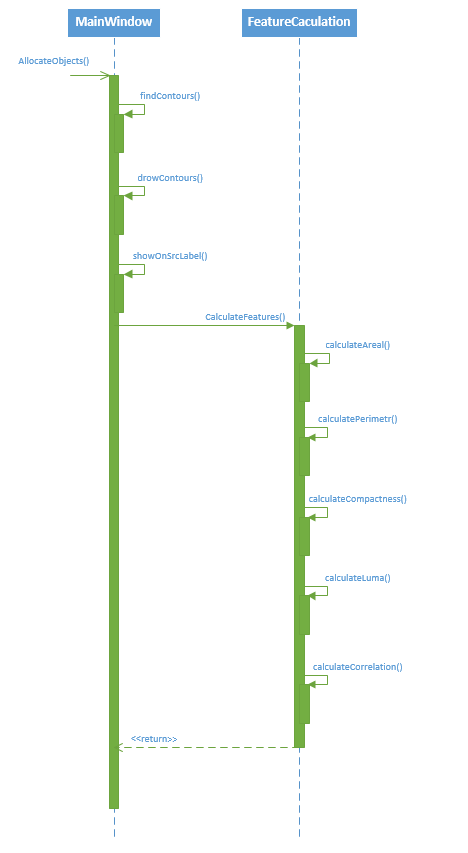 MainWindow
FeatureCaculation
AllocateObjects()
findContours()
drowContours()
showOnSrcLabel()
CalculateFeatures()
calculateAreal()
calculatePerimetr()
calculateCompactness()
calculateLuma()
calculateCorrelation()
<<return>>